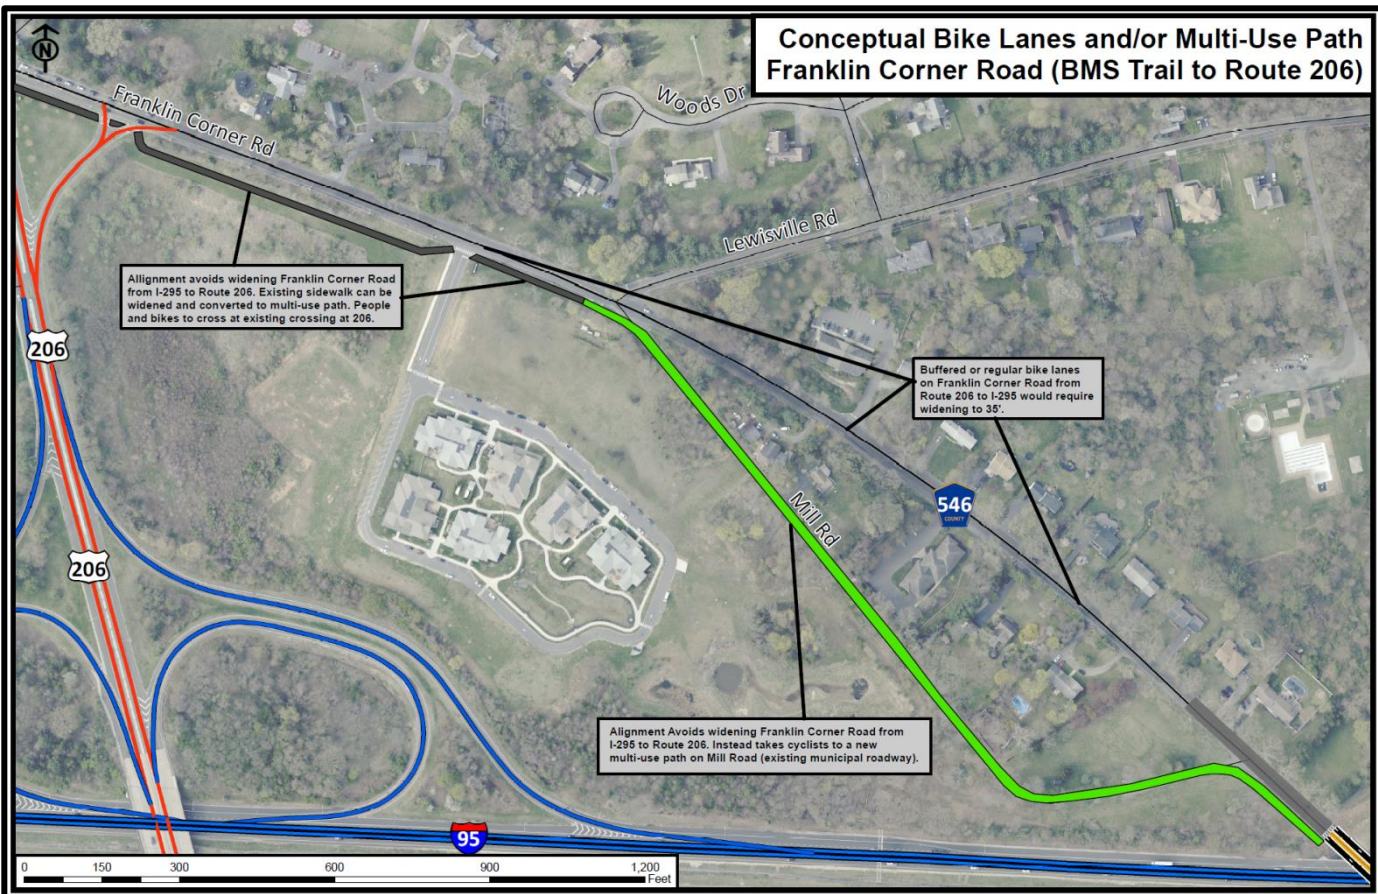 Conceptual Bike Lanes and/or Multi-Use Path
Franklin Corner Road (BMS Trail to Route 206)
N
Franklin Corner Rd
Woods Dr
Lewisville Rd
Allignment avoids widening Franklin Corner Road
from I-295 to Route 206. Existing sidewalk can be
widened and converted to multi-use path. People
and bikes to cross at existing crossing at 206.
206
Buffered or regular bike lanes
on Franklin Corner Road from
Route 206 to I-295 would require
widening to 35'.
546
COUNTY
Mill Rd
206
Alignment Avoids widening Franklin Corner Road from
I-295 to Route 206. Instead takes cyclists to a new
multi-use path on Mill Road (existing municipal roadway).
95
0 150 300 600 900 1,200
Feet